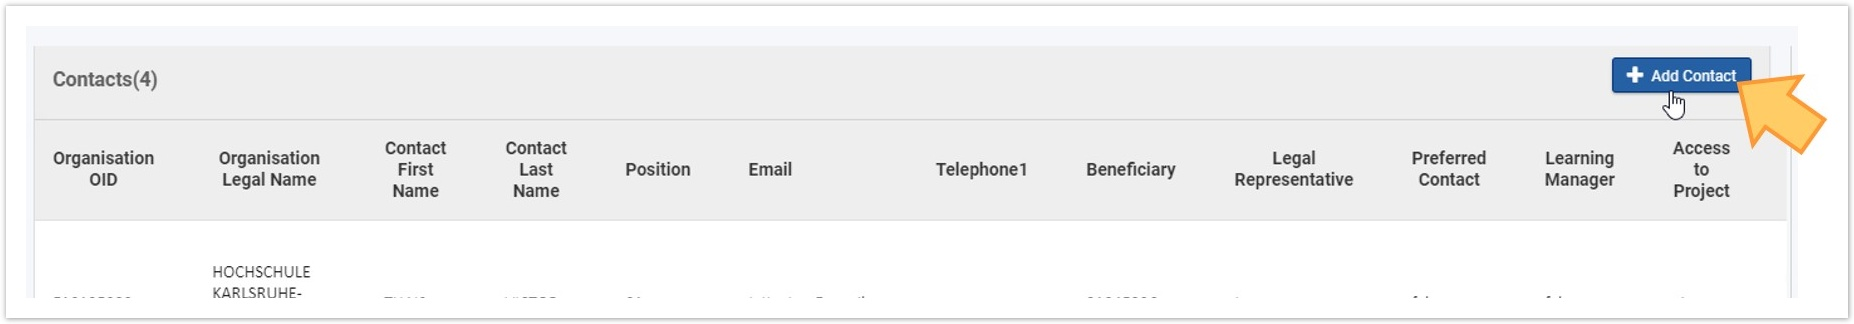 Contacts(4)
Add Contact
Organisation
OID
Organisation
Legal Name
Contact
First
Name
Contact
Last
Name
Position
Email
Telephone1
Beneficiary
Legal
Representative
Preferred
Contact
Learning
Manager
Access
to
Project
HOCHSCHULE
KARLSRUHE-